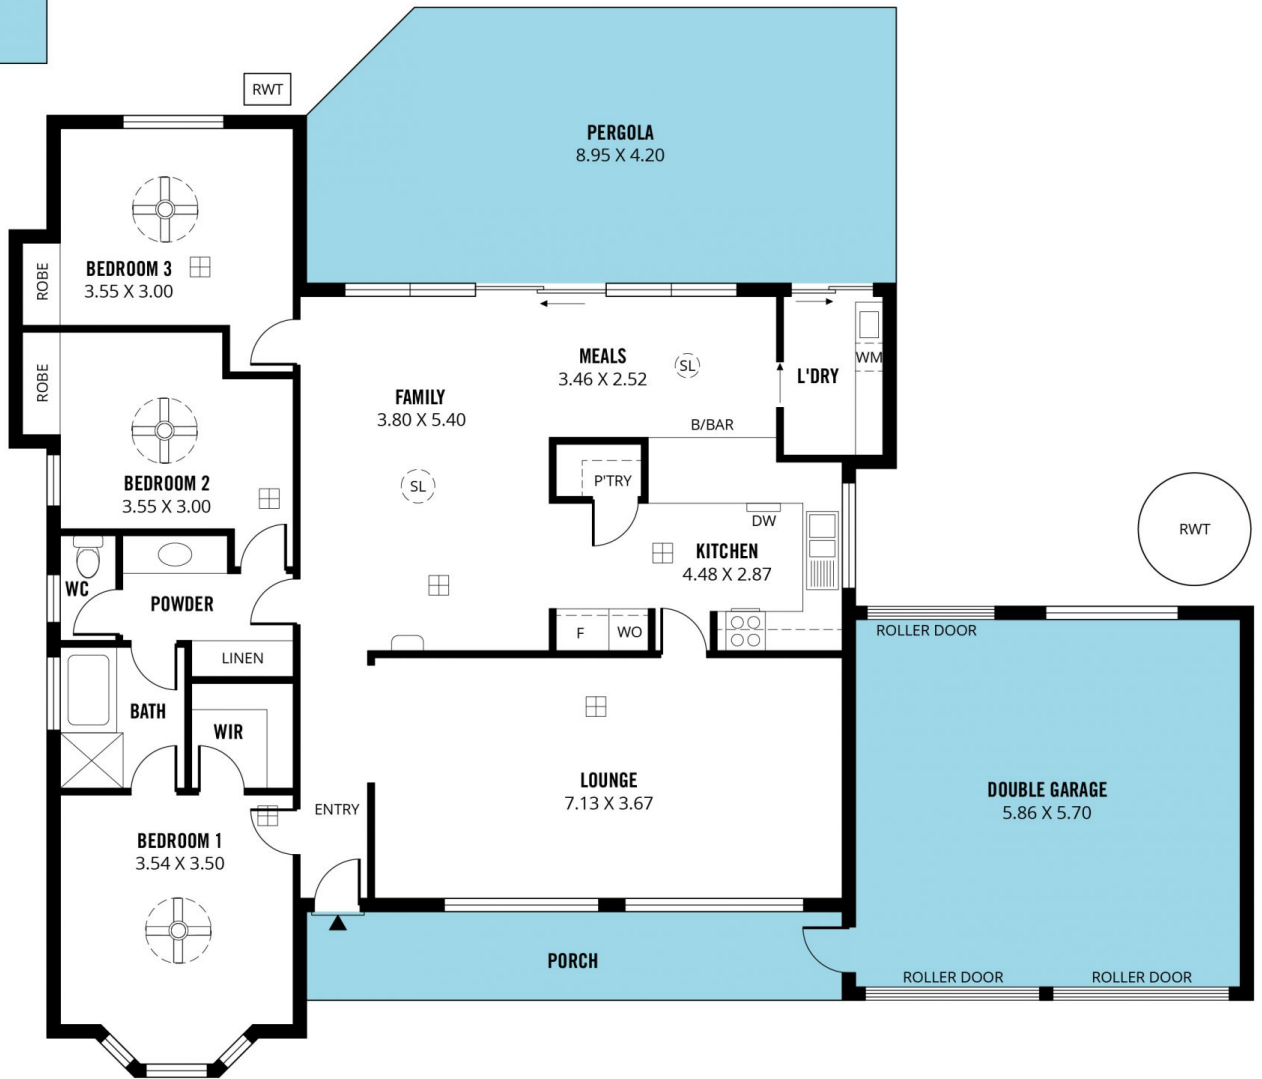 RWT
PERGOLA
8.95 X 4.20
BEDROOM 3
3.55 X 3.00
ROBE
ROBE
MEALS
3.46 X 2.52
SL
WM
L'DRY
FAMILY
3.80 X 5.40
B/BAR
BEDROOM 2
3.55 X 3.00
SL
P'TRY
DW
RWT
KITCHEN
4.48 X 2.87
WC
POWDER
F
WO
ROLLER DOOR
LINEN
BATH
WIR
LOUNGE
7.13 X 3.67
DOUBLE GARAGE
5.86 X 5.70
ENTRY
BEDROOM 1
3.54 X 3.50
PORCH
ROLLER DOOR
ROLLER DOOR